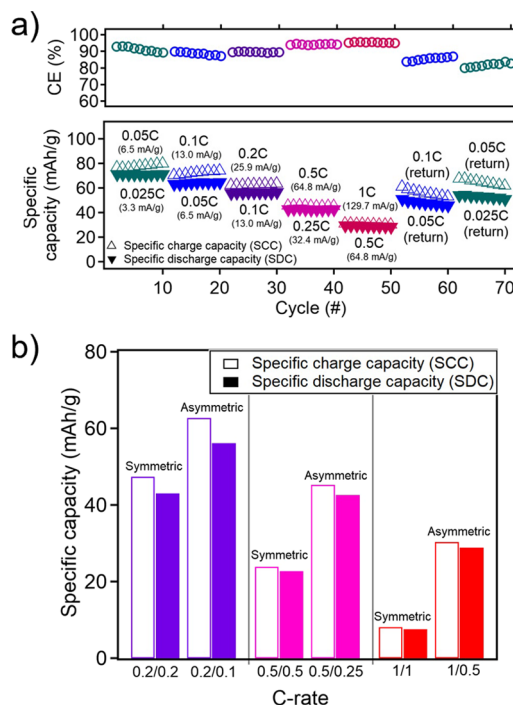 a)
CE (%)
100
90
80
70
60
Specific
capacity (mAh/g)
100
80
60
40
20
0
0.05C
(6.5 mA/g)
0.025C
(3.3 mA/g)
0.1C
(13.0 mA/g)
0.05C
(6.5 mA/g)
0.2C
(25.9 mA/g)
0.1C
(13.0 mA/g)
0.5C
(64.8 mA/g)
0.25C
(32.4 mA/g)
1C
(129.7 mA/g)
0.5C
(64.8 mA/g)
0.1C
(return)
0.05C
(return)
0.05C
(return)
0.025C
(return)
Specific charge capacity (SCC)
Specific discharge capacity (SDC)
10 20 30 40 50 60 70
Cycle (#)
b)
Specific capacity (mAh/g)
80
60
40
20
0
Specific charge capacity (SCC)
Specific discharge capacity (SDC)
Symmetric
Asymmetric
Symmetric
Asymmetric
Symmetric
Asymmetric
0.2/0.2 0.2/0.1 0.5/0.5 0.5/0.25 1/1 1/0.5
C-rate